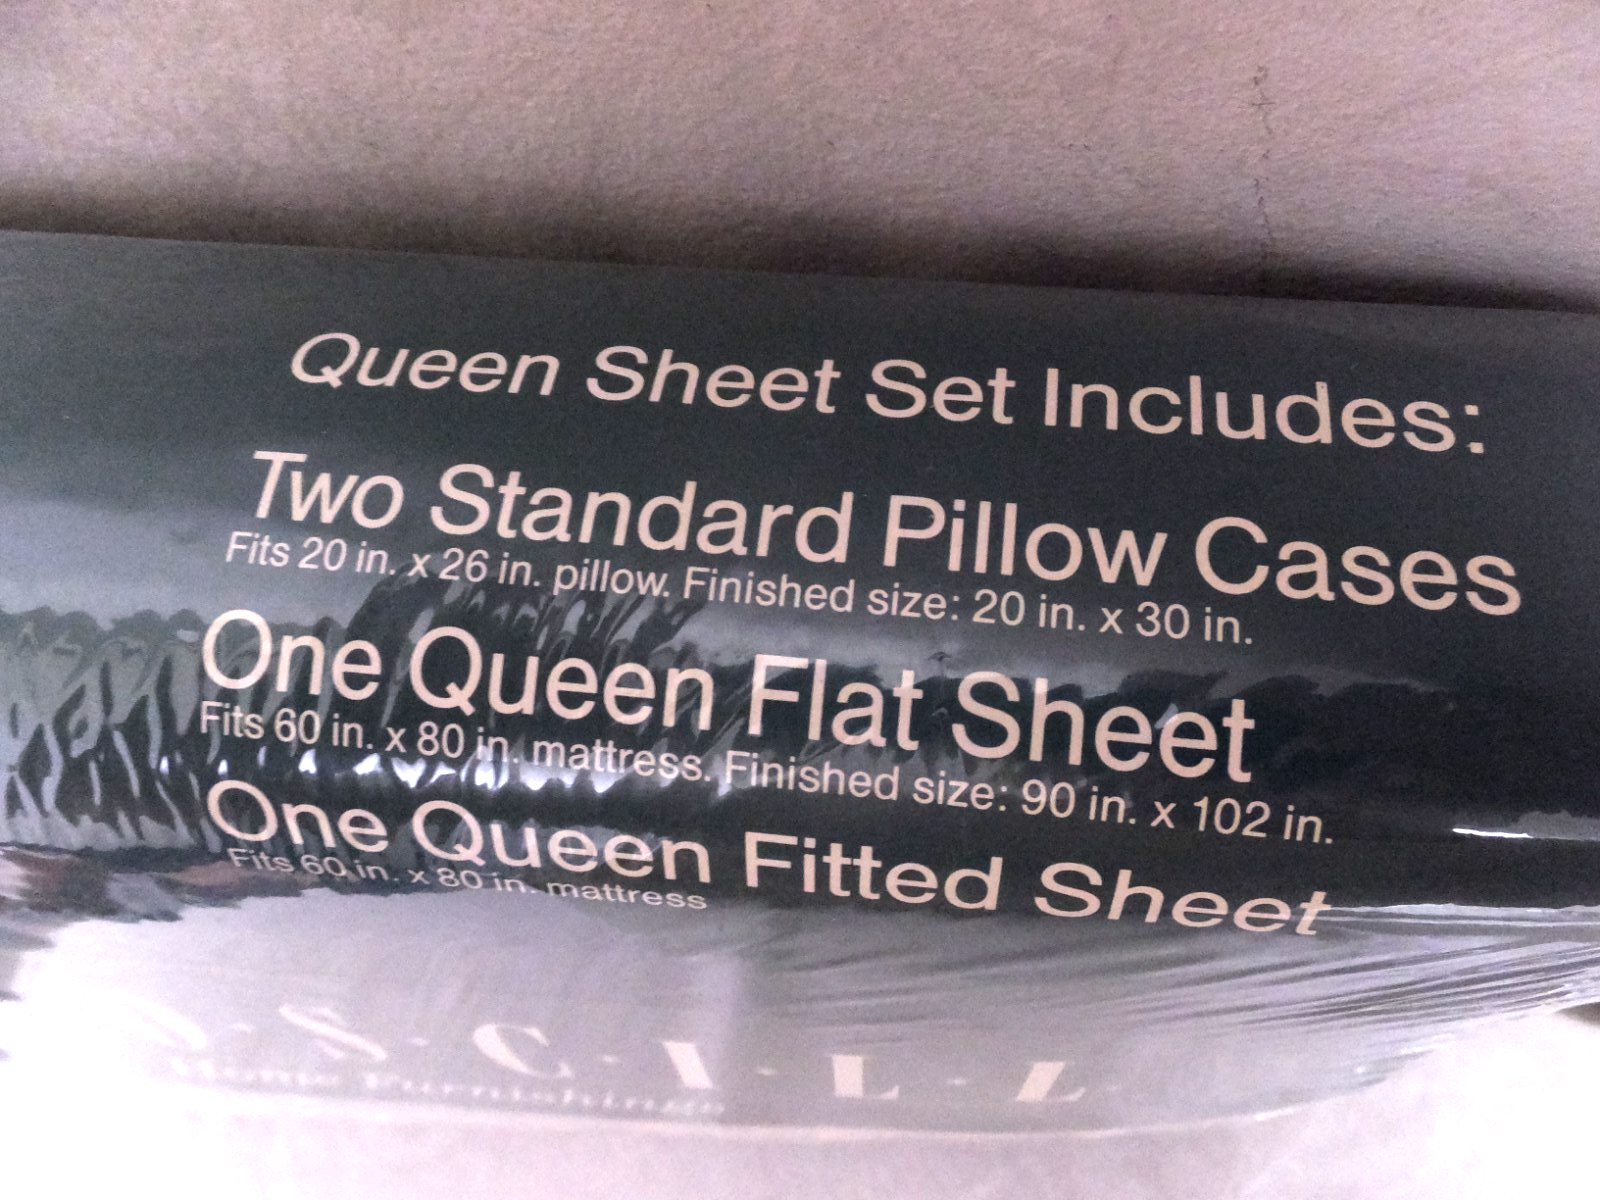 Queen Sheet Set Includes:
Two Standard Pillow Cases
Fits 20 in. x 26 in. pillow. Finished size: 20 in. x 30 in.
One Queen Flat Sheet
Fits 60 in. x 80 in. mattress. Finished size: 90 in. x 102 in.
One Queen Fitted Sheet
Fits 60 in. x 80 in. mattress
Home Furnishings